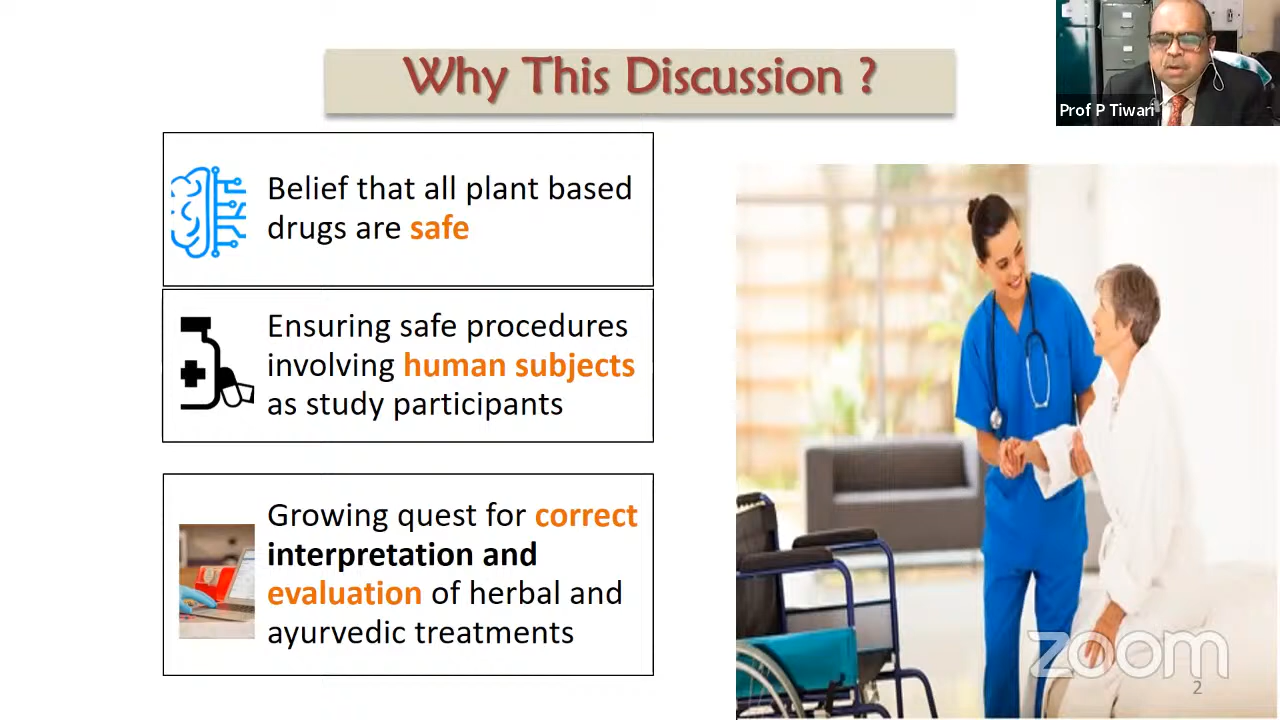 Why This Discussion ?
Prof P Tiwari
Belief that all plant based
drugs are safe
Ensuring safe procedures
involving human subjects
as study participants
Growing quest for correct
interpretation and
evaluation of herbal and
ayurvedic treatments
zoom
2